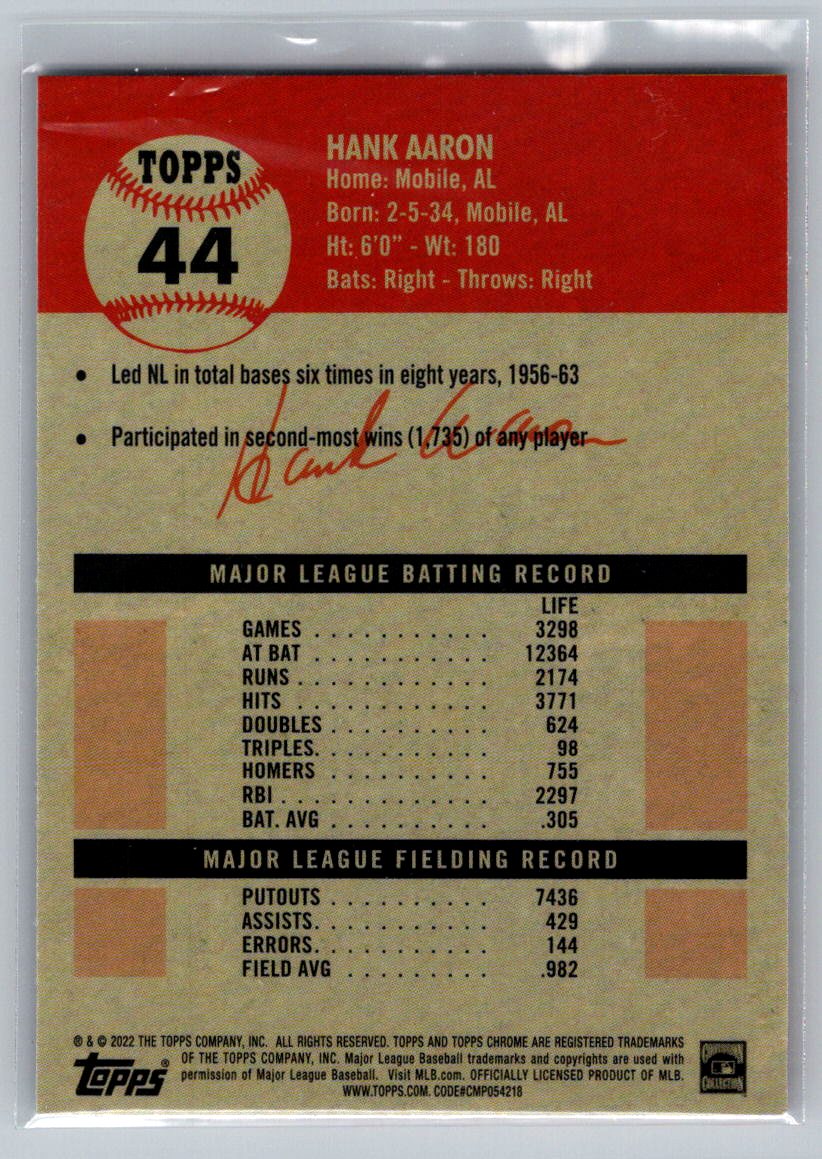 TOPPS
44
HANK AARON
Home: Mobile, AL
Born: 2-5-34, Mobile, AL
Ht: 6'0" - Wt: 180
Bats: Right - Throws: Right
• Led NL in total bases six times in eight years, 1956-63
• Participated in second-most wins (1,735) of any player
Hank Aaron
MAJOR LEAGUE BATTING RECORD
LIFE
GAMES . . . . . . . . . . . 3298
AT BAT . . . . . . . . . . . 12364
RUNS . . . . . . . . . . . . 2174
HITS . . . . . . . . . . . . 3771
DOUBLES . . . . . . . . . . 624
TRIPLES. . . . . . . . . . . 98
HOMERS . . . . . . . . . . 755
RBI . . . . . . . . . . . . . 2297
BAT. AVG . . . . . . . . . . .305
MAJOR LEAGUE FIELDING RECORD
PUTOUTS . . . . . . . . . . 7436
ASSISTS. . . . . . . . . . . 429
ERRORS. . . . . . . . . . . 144
FIELD AVG . . . . . . . . . .982
® & © 2022 THE TOPPS COMPANY, INC. ALL RIGHTS RESERVED. TOPPS AND TOPPS CHROME ARE REGISTERED TRADEMARKS
OF THE TOPPS COMPANY, INC. Major League Baseball trademarks and copyrights are used with
permission of Major League Baseball. Visit MLB.com. OFFICIALLY LICENSED PRODUCT OF MLB.
WWW.TOPPS.COM. CODE#CMP054218
Topps®
COOPERSTOWN
COLLECTION